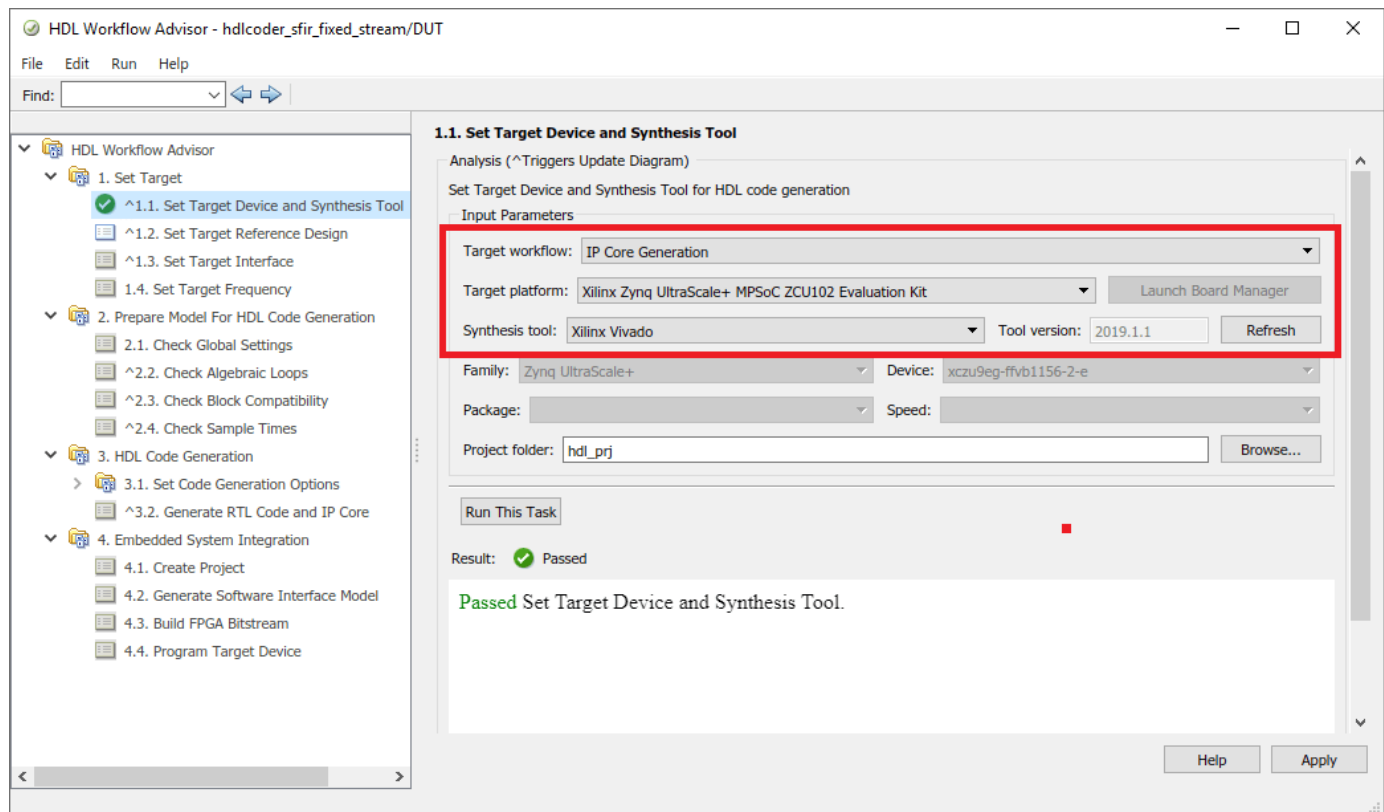 HDL Workflow Advisor - hdlcoder_sfir_fixed_stream/DUT
File Edit Run Help
Find:
HDL Workflow Advisor
1. Set Target
^1.1. Set Target Device and Synthesis Tool
^1.2. Set Target Reference Design
^1.3. Set Target Interface
1.4. Set Target Frequency
2. Prepare Model For HDL Code Generation
2.1. Check Global Settings
^2.2. Check Algebraic Loops
^2.3. Check Block Compatibility
^2.4. Check Sample Times
3. HDL Code Generation
3.1. Set Code Generation Options
^3.2. Generate RTL Code and IP Core
4. Embedded System Integration
4.1. Create Project
4.2. Generate Software Interface Model
4.3. Build FPGA Bitstream
4.4. Program Target Device
1.1. Set Target Device and Synthesis Tool
Analysis (^Triggers Update Diagram)
Set Target Device and Synthesis Tool for HDL code generation
Input Parameters
Target workflow: IP Core Generation
Target platform: Xilinx Zynq UltraScale+ MPSoC ZCU102 Evaluation Kit Launch Board Manager
Synthesis tool: Xilinx Vivado Tool version: 2019.1.1 Refresh
Family: Zynq UltraScale+ Device: xczu9eg-ffvb1156-2-e
Package: Speed:
Project folder: hdl_prj Browse...
Run This Task
Result: Passed
Passed Set Target Device and Synthesis Tool.
Help Apply